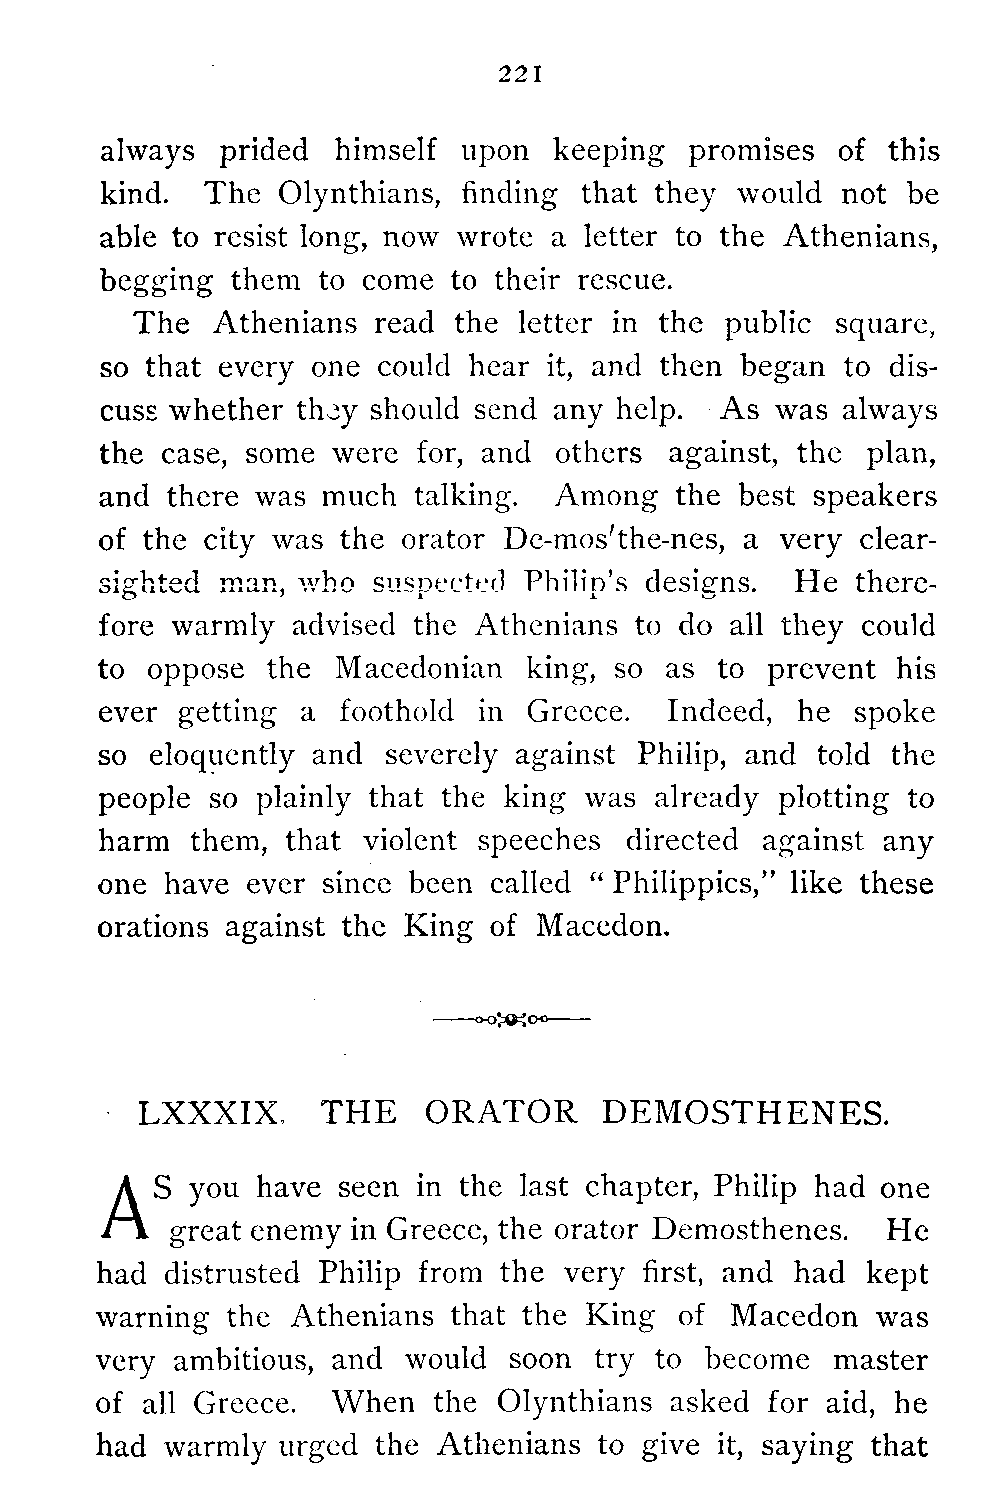 221
always prided himself upon keeping promises of this
kind. The Olynthians, finding that they would not be
able to resist long, now wrote a letter to the Athenians,
begging them to come to their rescue.
The Athenians read the letter in the public square,
so that every one could hear it, and then began to dis-
cuss whether they should send any help. As was always
the case, some were for, and others against, the plan,
and there was much talking. Among the best speakers
of the city was the orator De-mos′the-nes, a very clear-
sighted man, who suspected Philip's designs. He there-
fore warmly advised the Athenians to do all they could
to oppose the Macedonian king, so as to prevent his
ever getting a foothold in Greece. Indeed, he spoke
so eloquently and severely against Philip, and told the
people so plainly that the king was already plotting to
harm them, that violent speeches directed against any
one have ever since been called “Philippics,” like these
orations against the King of Macedon.
LXXXIX. THE ORATOR DEMOSTHENES.
AS you have seen in the last chapter, Philip had one
great enemy in Greece, the orator Demosthenes. He
had distrusted Philip from the very first, and had kept
warning the Athenians that the King of Macedon was
very ambitious, and would soon try to become master
of all Greece. When the Olynthians asked for aid, he
had warmly urged the Athenians to give it, saying that